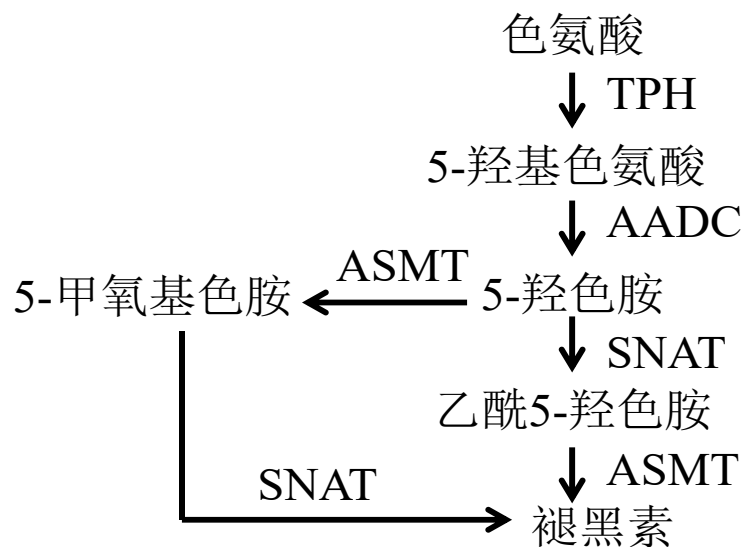 色氨酸
TPH
5-羟基色氨酸
AADC
5-甲氧基色胺
ASMT
5-羟色胺
SNAT
乙酰5-羟色胺
ASMT
SNAT
褪黑素